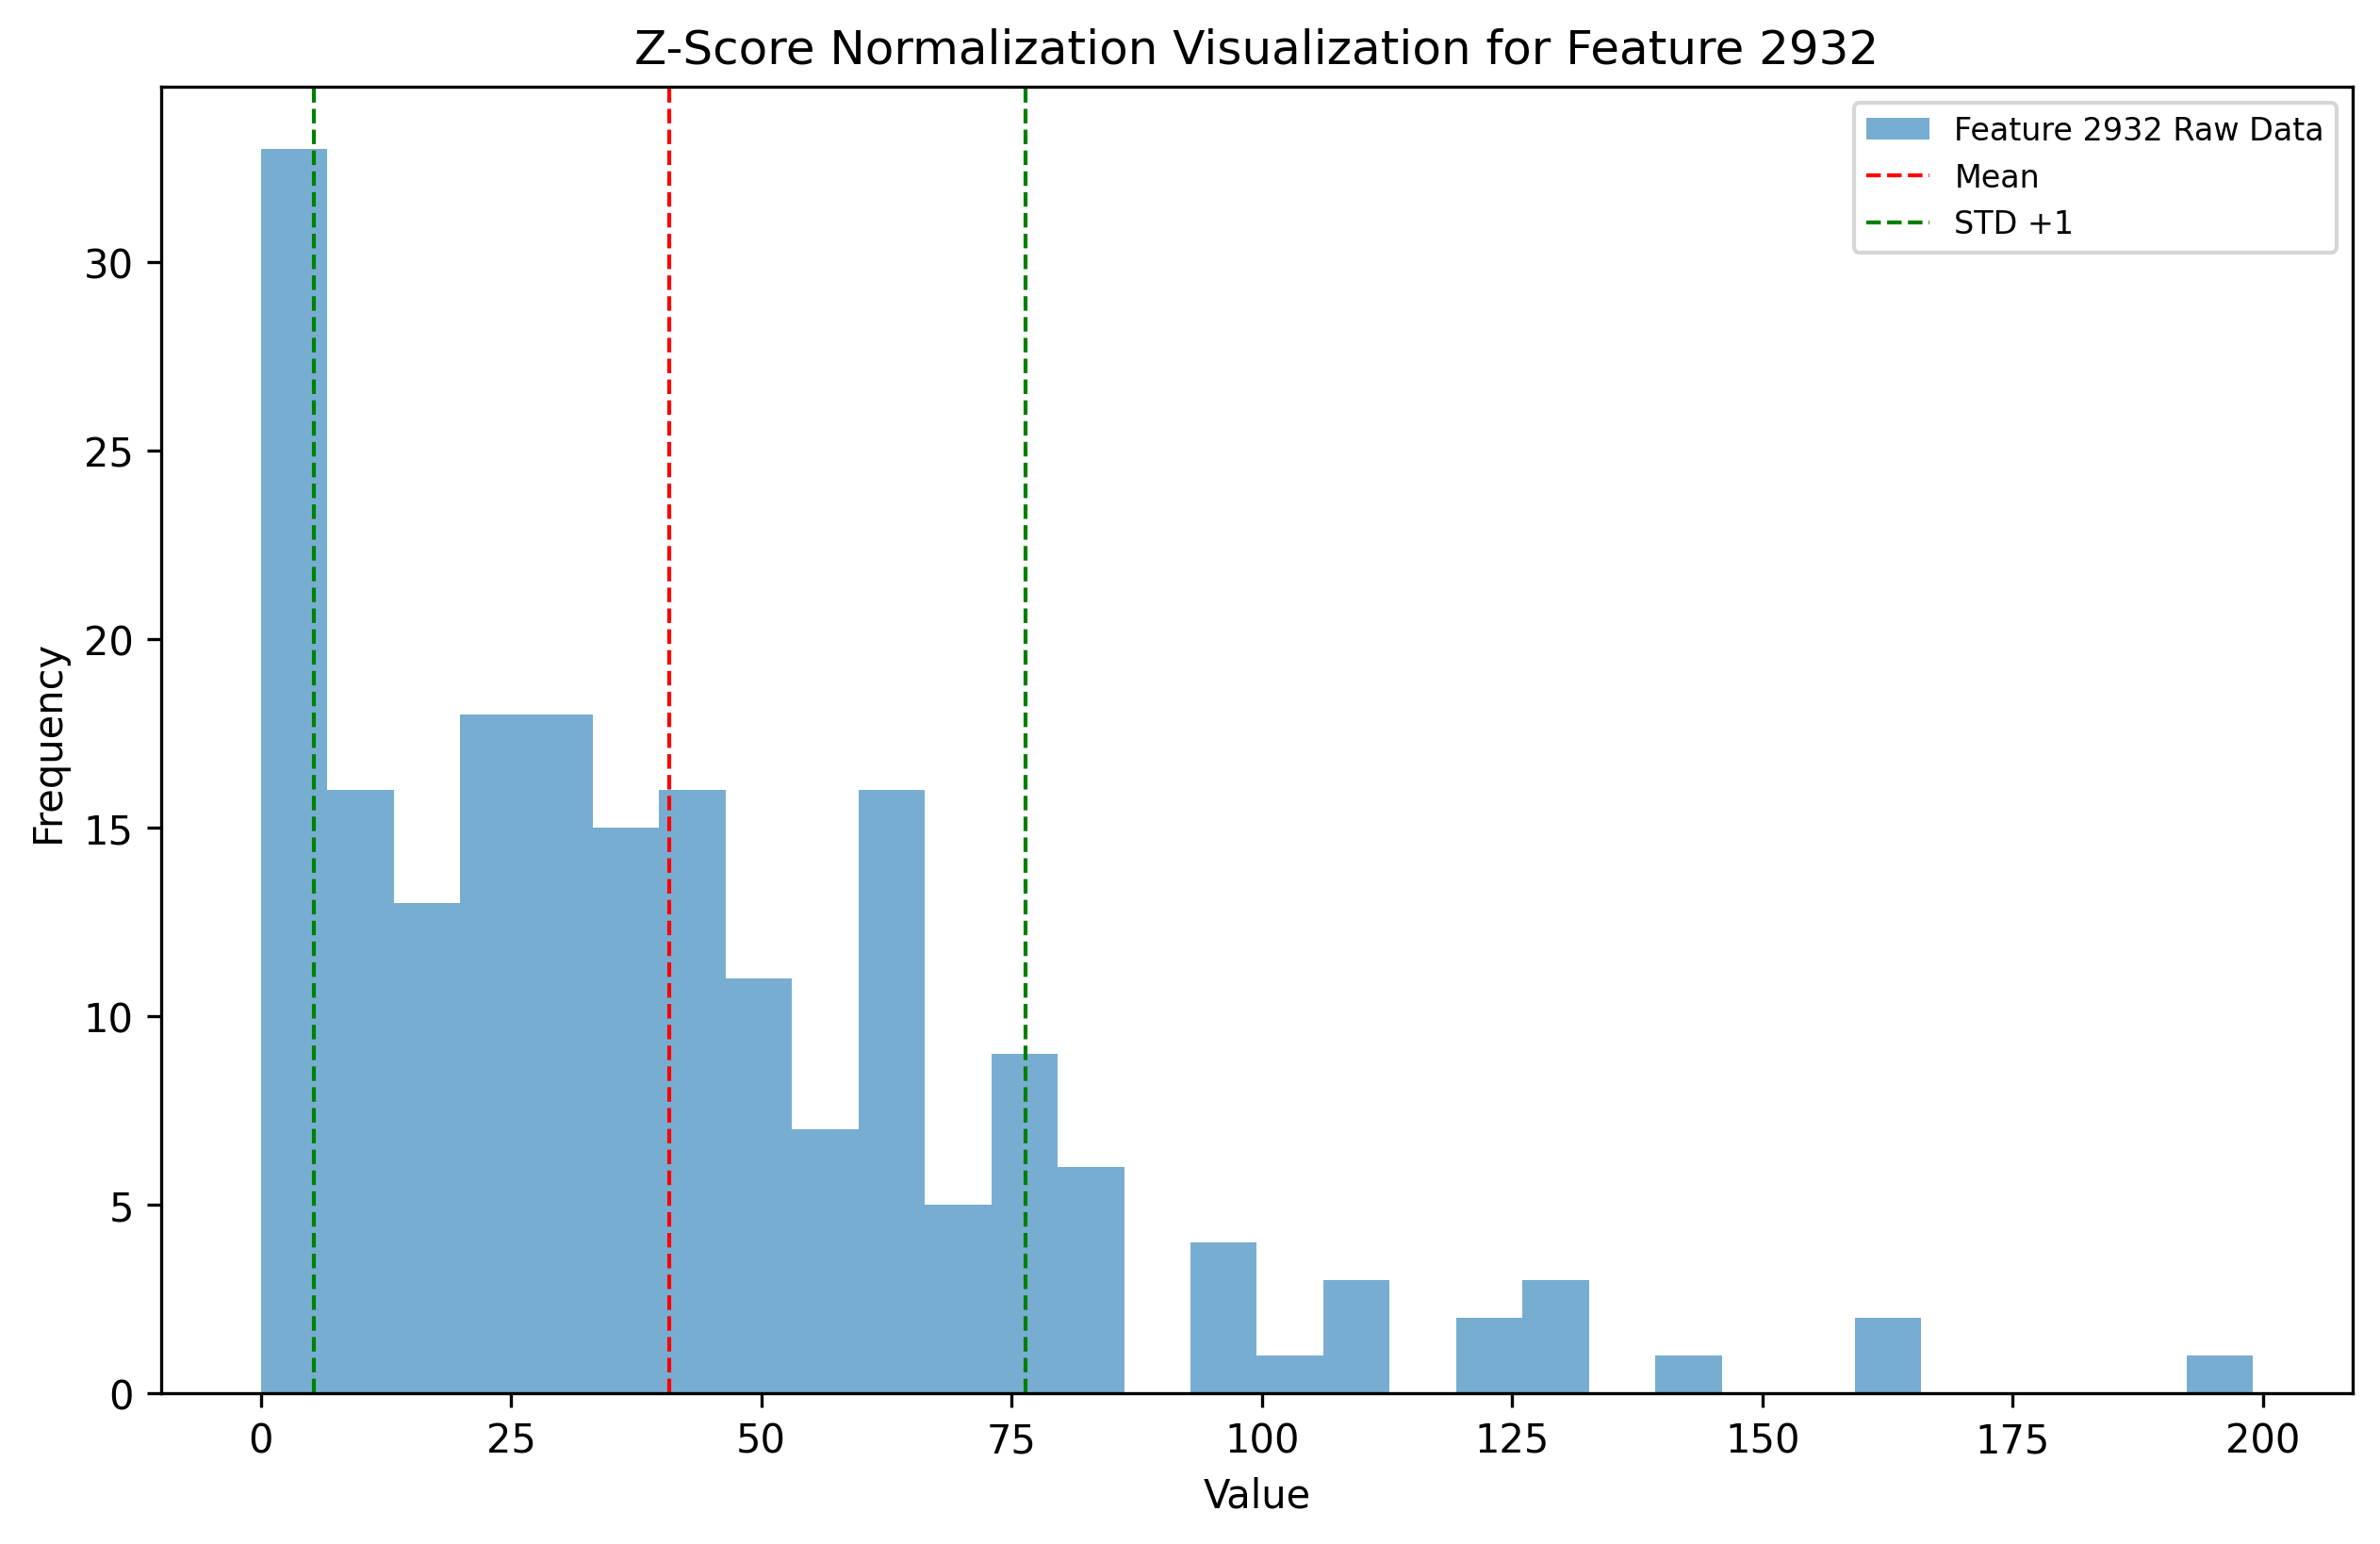 Z-Score Normalization Visualization for Feature 2932
Feature 2932 Raw Data
Mean
STD +1
Frequency
30
25
20
15
10
5
0
0 25 50 75 100 125 150 175 200
Value